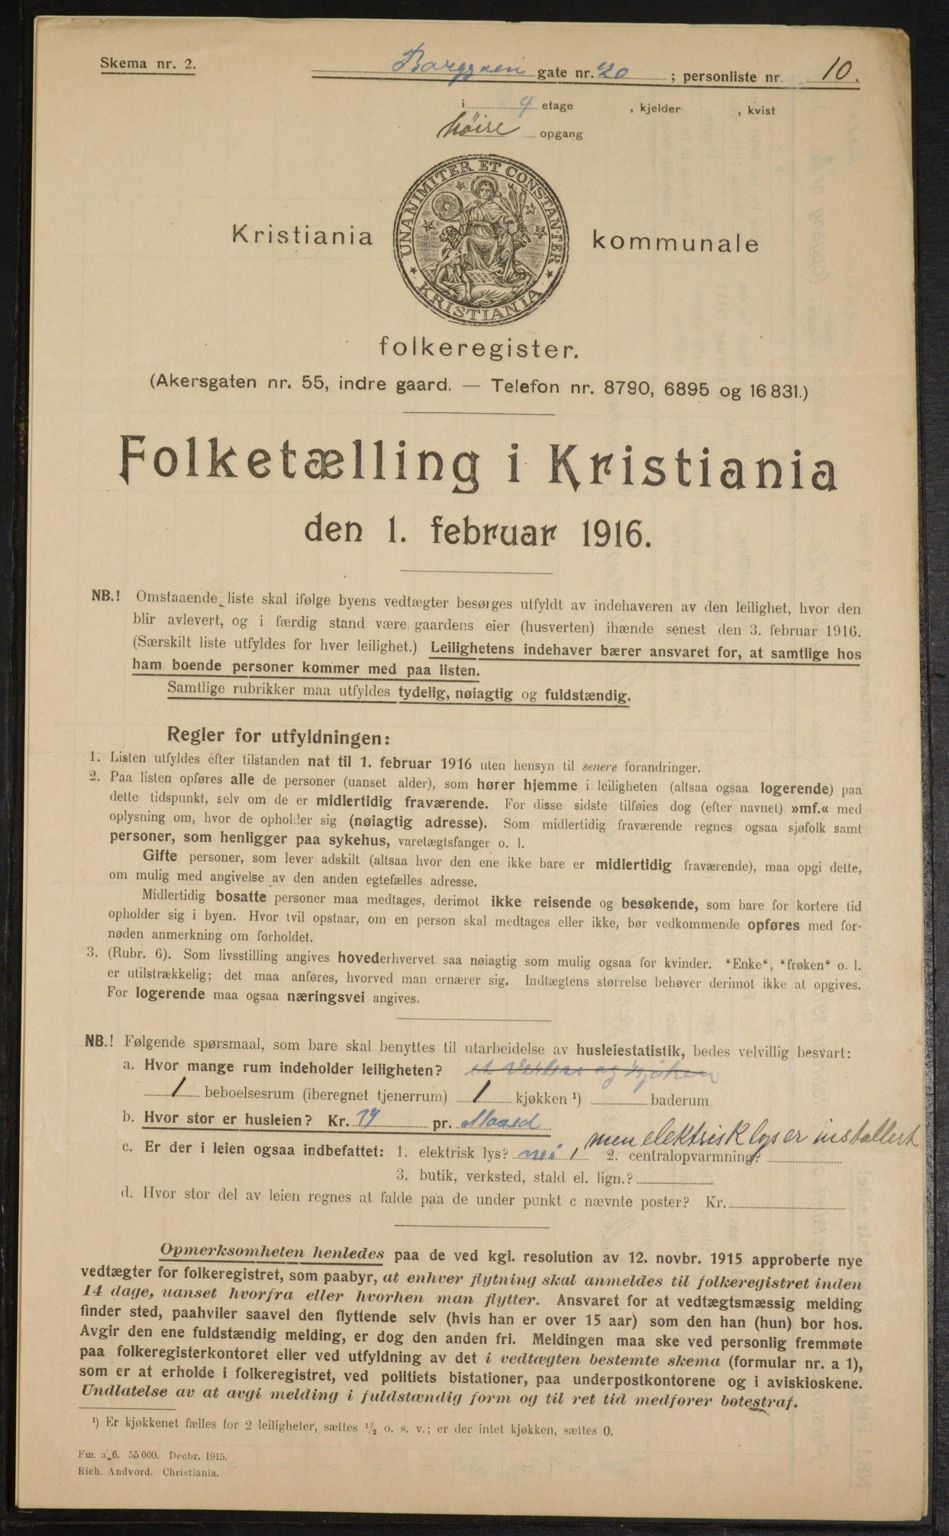 Skema nr. 2.
gate nr. 20 ; personliste nr. 10.
i 4 etage , kjelder , kvist
høire opgang
UNANIMITER ET CONSTANTER
KRISTIANIA
Kristiania kommunale
folkeregister.
(Akersgaten nr. 55, indre gaard. — Telefon nr. 8790, 6895 og 16 831.)
Folketælling i Kristiania
den 1. februar 1916.
NB.! Omstaaende liste skal ifølge byens vedtægter besørges utfyldt av indehaveren av den leilighet, hvor den
blir avlevert, og i færdig stand være gaardens eier (husverten) ihænde senest den 3. februar 1916.
(Særskilt liste utfyldes for hver leilighet.) Leilighetens indehaver bærer ansvaret for, at samtlige hos
ham boende personer kommer med paa listen.
Samtlige rubrikker maa utfyldes tydelig, nøiagtig og fuldstændig.
Regler for utfyldningen:
1. Listen utfyldes efter tilstanden nat til 1. februar 1916 uten hensyn til senere forandringer.
2. Paa listen opføres alle de personer (uanset alder), som hører hjemme i leiligheten (altsaa ogsaa logerende) paa
dette tidspunkt, selv om de er midlertidig fraværende. For disse sidste tilføies dog (efter navnet) »mf.« med
oplysning om, hvor de opholder sig (nøiagtig adresse). Som midlertidig fraværende regnes ogsaa sjøfolk samt
personer, som henligger paa sykehus, varetægtsfanger o. l.
Gifte personer, som lever adskilt (altsaa hvor den ene ikke bare er midlertidig fraværende), maa opgi dette,
om mulig med angivelse av den anden egtefælles adresse.
Midlertidig bosatte personer maa medtages, derimot ikke reisende og besøkende, som bare for kortere tid
opholder sig i byen. Hvor tvil opstaar, om en person skal medtages eller ikke, bør vedkommende opføres med for-
nøden anmerkning om forholdet.
3. (Rubr. 6). Som livsstilling angives hovederhvervet saa nøiagtig som mulig ogsaa for kvinder. "Enke", "frøken" o. l.
er utilstrækkelig; det maa anføres, hvorved man ernærer sig. Indtægtens størrelse behøver derimot ikke at opgives.
For logerende maa ogsaa næringsvei angives.
NB.! Følgende spørsmaal, som bare skal benyttes til utarbeidelse av husleiestatistik, bedes velvillig besvart:
a. Hvor mange rum indeholder leiligheten?
1 beboelsesrum (iberegnet tjenerrum) 1 kjøkken ¹) baderum
b. Hvor stor er husleien? Kr. 19 pr. Maaned
men elektrisk lys er installert
c. Er der i leien ogsaa indbefattet: 1. elektrisk lys? nei 2. centralopvarmning?
3. butik, verksted, stald el. lign.?
d. Hvor stor del av leien regnes at falde paa de under punkt c nævnte poster? Kr.
Opmerksomheten henledes paa de ved kgl. resolution av 12. novbr. 1915 approberte nye
vedtægter for folkeregistret, som paabyr, at enhver flytning skal anmeldes til folkeregistret inden
14 dage, uanset hvorfra eller hvorhen man flytter. Ansvaret for at vedtægtsmæssig melding
finder sted, paahviler saavel den flyttende selv (hvis han er over 15 aar) som den han (hun) bor hos.
Avgir den ene fuldstændig melding, er dog den anden fri. Meldingen maa ske ved personlig fremmøte
paa folkeregisterkontoret eller ved utfyldning av det i vedtægten bestemte skema (formular nr. a 1),
som er at erholde i folkeregistret, ved politiets bistationer, paa underpostkontorene og i aviskioskene.
Undlatelse av at avgi melding i fuldstændig form og til ret tid medfører bøtestraf.
¹) Er kjøkkenet fælles for 2 leiligheter, sættes ½ o. s. v.; er der intet kjøkken, sættes 0.
Fm. a_6. 55 000. Decbr. 1915.
Rich. Andvord. Christiania.